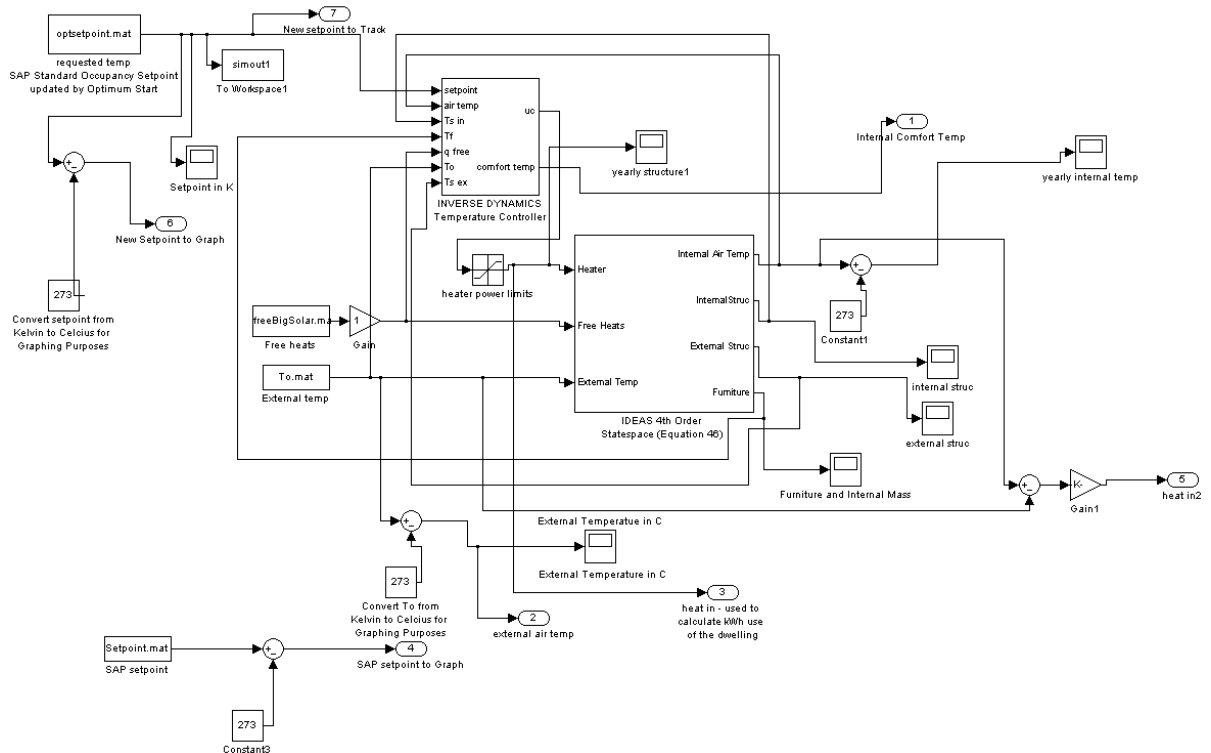 7
New setpoint to Track
optsetpoint.mat
requested temp
SAP Standard Occupancy Setpoint
updated by Optimum Start
simout1
To Workspace1
setpoint
air temp
Ts in
Tf
q free
To
Ts ex
uc
comfort temp
INVERSE DYNAMICS
Temperature Controller
1
Internal Comfort Temp
yearly structure1
yearly internal temp
+
−
Setpoint in K
6
New Setpoint to Graph
273
Convert setpoint from
Kelvin to Celcius for
Graphing Purposes
heater power limits
Heater
Free Heats
External Temp
Internal Air Temp
InternalStruc
External Struc
Furniture
IDEAS 4th Order
Statespace (Equation 46)
+
−
273
Constant1
freeBigSolar.ma
Free heats
1
Gain
To.mat
External temp
internal struc
external struc
Furniture and Internal Mass
+
−
K-
Gain1
5
heat in2
+
−
External Temperatue in C
External Temperature in C
273
Convert To from
Kelvin to Celcius for
Graphing Purposes
2
external air temp
3
heat in - used to
calculate kWh use
of the dwelling
Setpoint.mat
SAP setpoint
+
−
4
SAP setpoint to Graph
273
Constant3